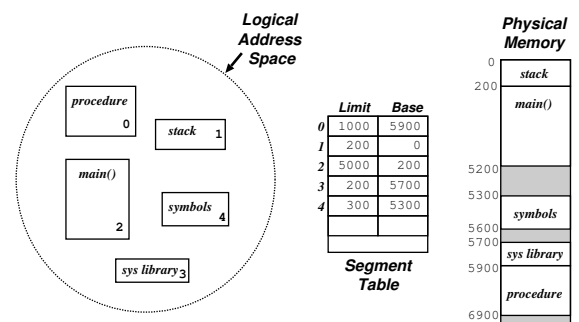 Logical
Address
Space
procedure
0
stack 1
main()
2
symbols 4
sys library 3
Limit Base
0 1000 5900
1 200 0
2 5000 200
3 200 5700
4 300 5300
Segment
Table
Physical
Memory
0
stack
200
main()
5200
5300
symbols
5600
5700
sys library
5900
procedure
6900